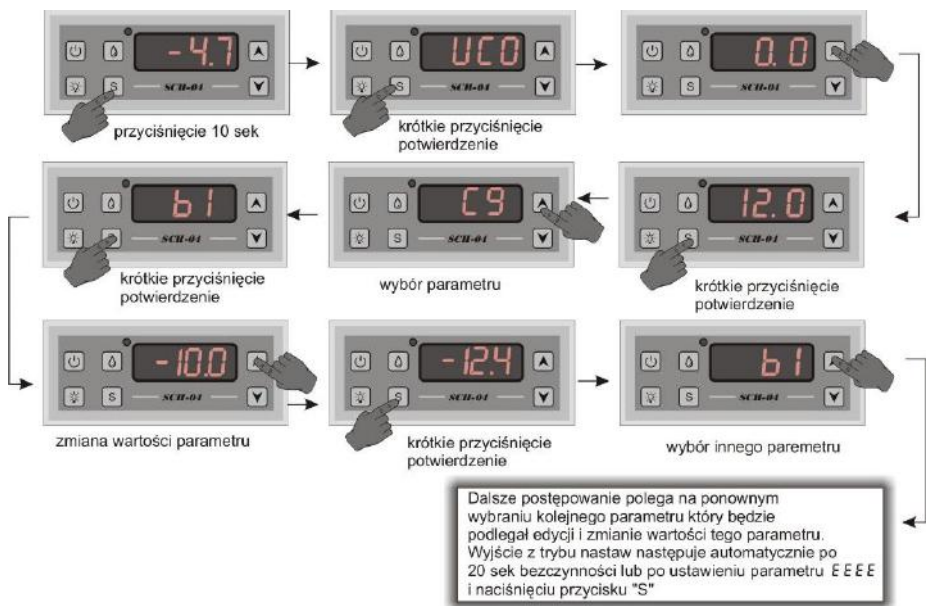 -4.7
S
SCH-04
przyciśnięcie 10 sek
UCO
S
SCH-04
krótkie przyciśnięcie
potwierdzenie
0.0
S
SCH-04
12.0
S
SCH-04
krótkie przyciśnięcie
potwierdzenie
C9
S
SCH-04
wybór parametru
b1
S
SCH-04
krótkie przyciśnięcie
potwierdzenie
-10.0
S
SCH-04
zmiana wartości parametru
-12.4
S
SCH-04
krótkie przyciśnięcie
potwierdzenie
b1
S
SCH-04
wybór innego paremetru
Dalsze postępowanie polega na ponownym
wybraniu kolejnego parametru który będzie
podlegał edycji i zmianie wartości tego parametru.
Wyjście z trybu nastaw następuje automatycznie po
20 sek bezczynności lub po ustawieniu parametru EEEE
i naciśnięciu przycisku "S"